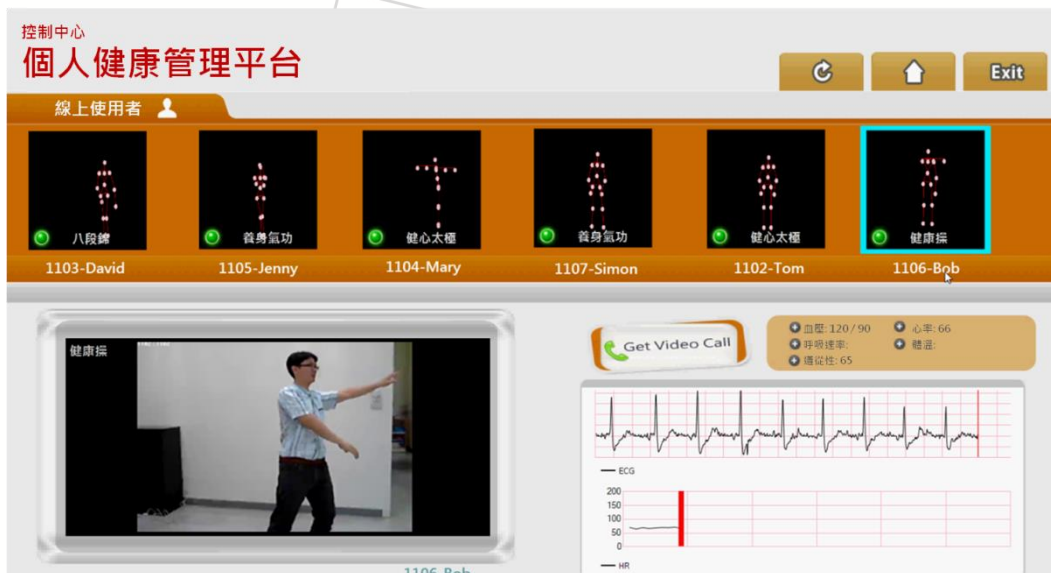 控制中心
個人健康管理平台
Exit
線上使用者
八段錦
養身氣功
健心太極
養身氣功
健心太極
健康操
1103-David
1105-Jenny
1104-Mary
1107-Simon
1102-Tom
1106-Bob
健康操
Get Video Call
血壓: 120 / 90
心率: 66
呼吸速率:
體溫:
遵從性: 65
ECG
200
150
100
50
0
HR
1106-Bob